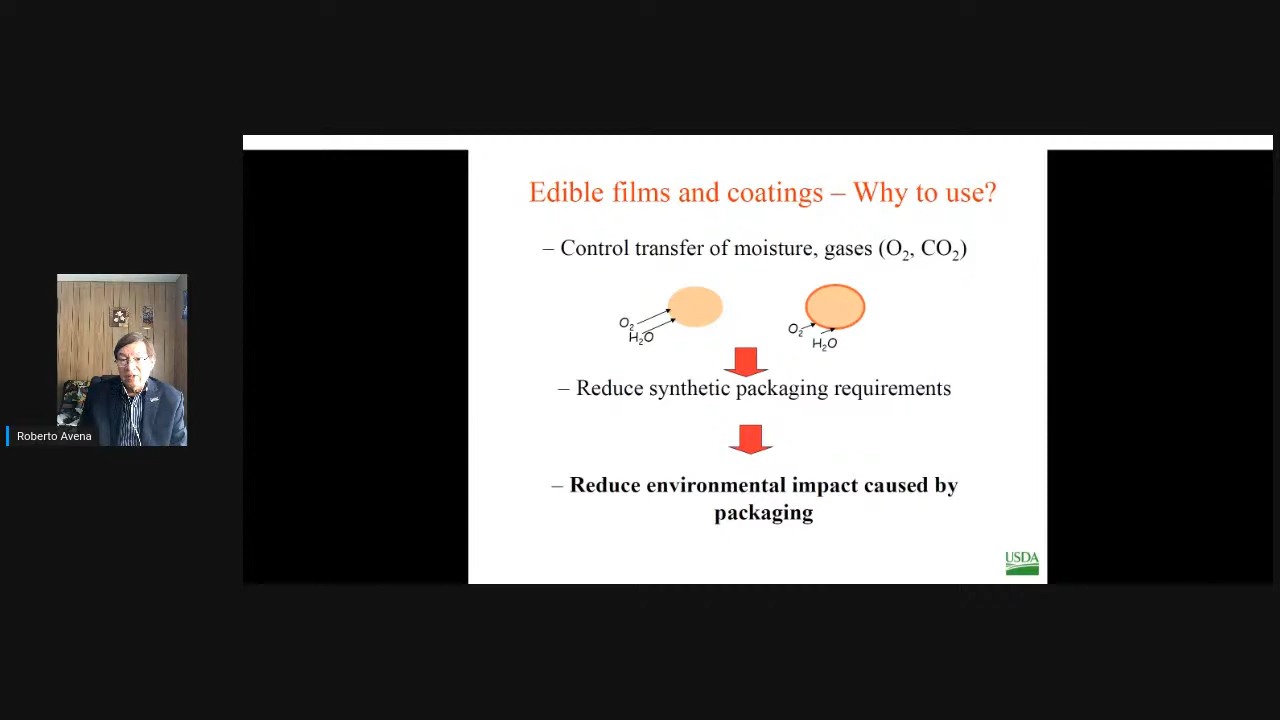 Edible films and coatings – Why to use?
– Control transfer of moisture, gases (O₂, CO₂)
O₂
H₂O
O₂
H₂O
– Reduce synthetic packaging requirements
– Reduce environmental impact caused by
packaging
USDA
Roberto Avena